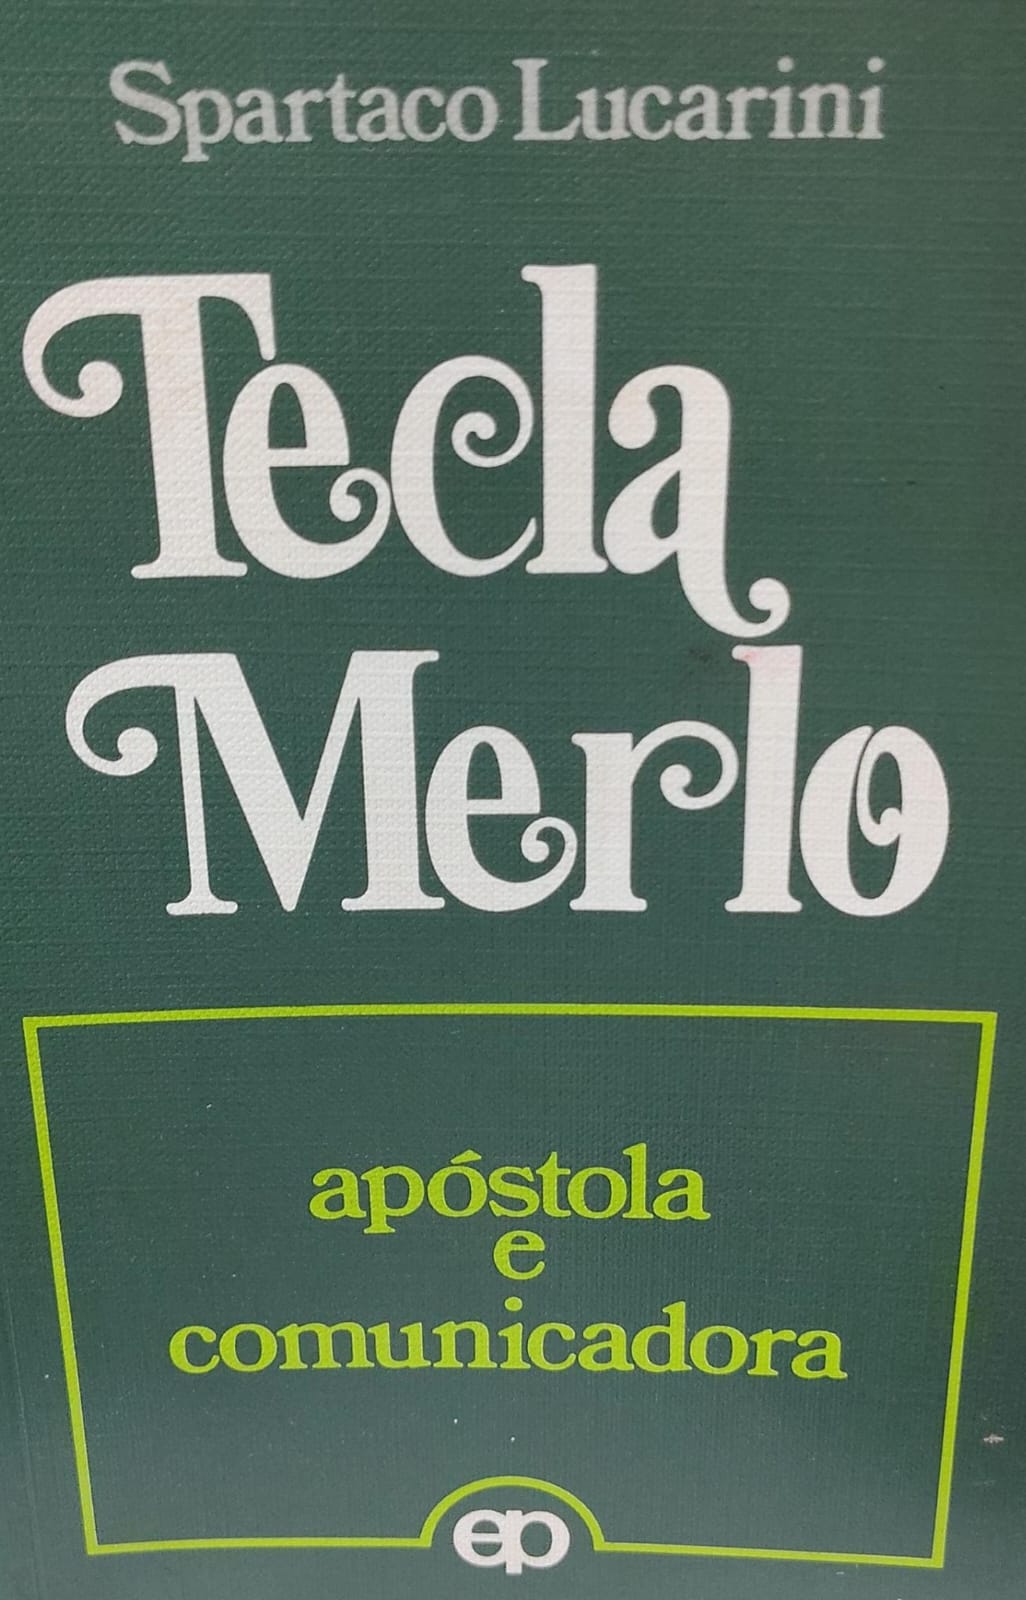 Spartaco Lucarini
Tecla
Merlo
apóstola
e
comunicadora
ep